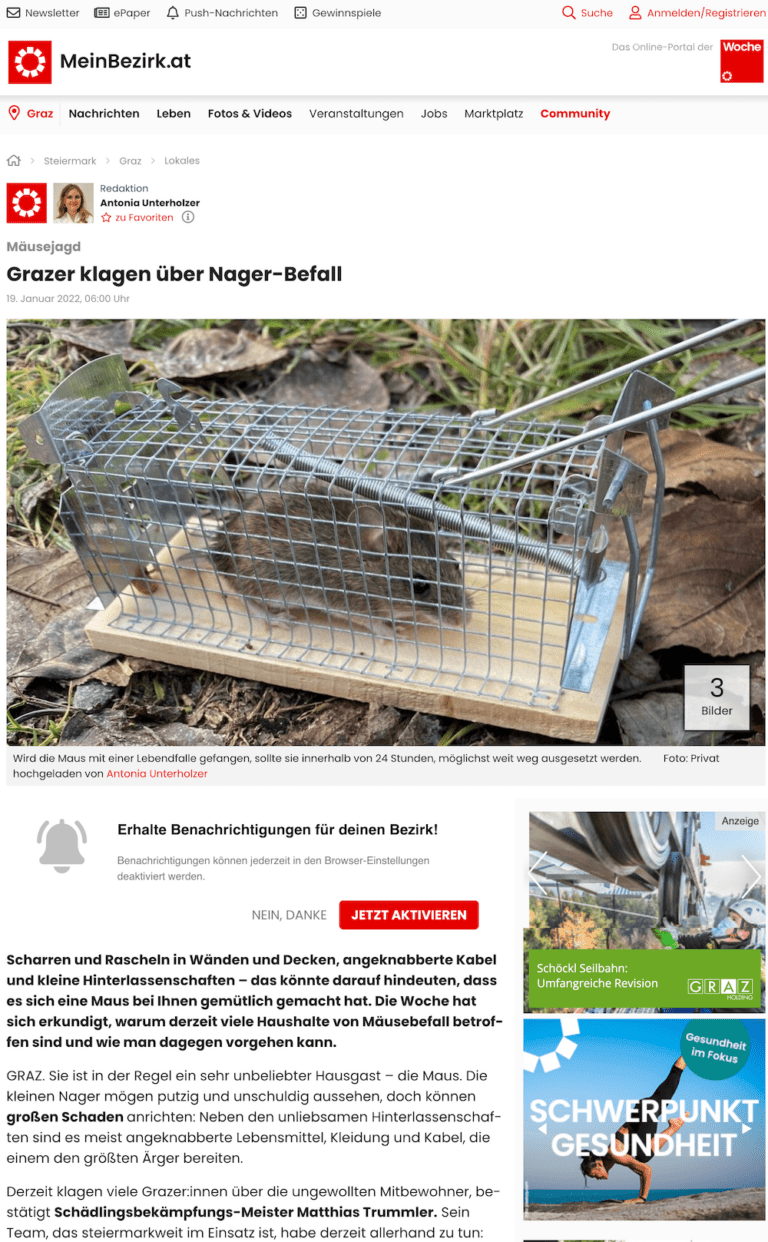 Newsletter ePaper Push-Nachrichten Gewinnspiele Suche Anmelden/Registrieren
MeinBezirk.at
Das Online-Portal der Woche
Graz Nachrichten Leben Fotos & Videos Veranstaltungen Jobs Marktplatz Community
Steiermark > Graz > Lokales
Redaktion
Antonia Unterholzer
zu Favoriten
Mäusejagd
Grazer klagen über Nager-Befall
19. Januar 2022, 06:00 Uhr
3
Bilder
Wird die Maus mit einer Lebendfalle gefangen, sollte sie innerhalb von 24 Stunden, möglichst weit weg ausgesetzt werden. Foto: Privat
hochgeladen von Antonia Unterholzer
Erhalte Benachrichtigungen für deinen Bezirk!
Benachrichtigungen können jederzeit in den Browser-Einstellungen
deaktiviert werden.
NEIN, DANKE JETZT AKTIVIEREN
Scharren und Rascheln in Wänden und Decken, angeknabberte Kabel
und kleine Hinterlassenschaften – das könnte darauf hindeuten, dass
es sich eine Maus bei Ihnen gemütlich gemacht hat. Die Woche hat
sich erkundigt, warum derzeit viele Haushalte von Mäusebefall betrof-
fen sind und wie man dagegen vorgehen kann.
GRAZ. Sie ist in der Regel ein sehr unbeliebter Hausgast – die Maus. Die
kleinen Nager mögen putzig und unschuldig aussehen, doch können
großen Schaden anrichten: Neben den unliebsamen Hinterlassenschaf-
ten sind es meist angeknabberte Lebensmittel, Kleidung und Kabel, die
einem den größten Ärger bereiten.
Derzeit klagen viele Grazer:innen über die ungewollten Mitbewohner, be-
stätigt Schädlingsbekämpfungs-Meister Matthias Trummler. Sein
Team, das steiermarkweit im Einsatz ist, habe derzeit allerhand zu tun:
Anzeige
Schöckl Seilbahn:
Umfangreiche Revision
GRAZ
HOLDING
Gesundheit
im Fokus
SCHWERPUNKT
GESUNDHEIT